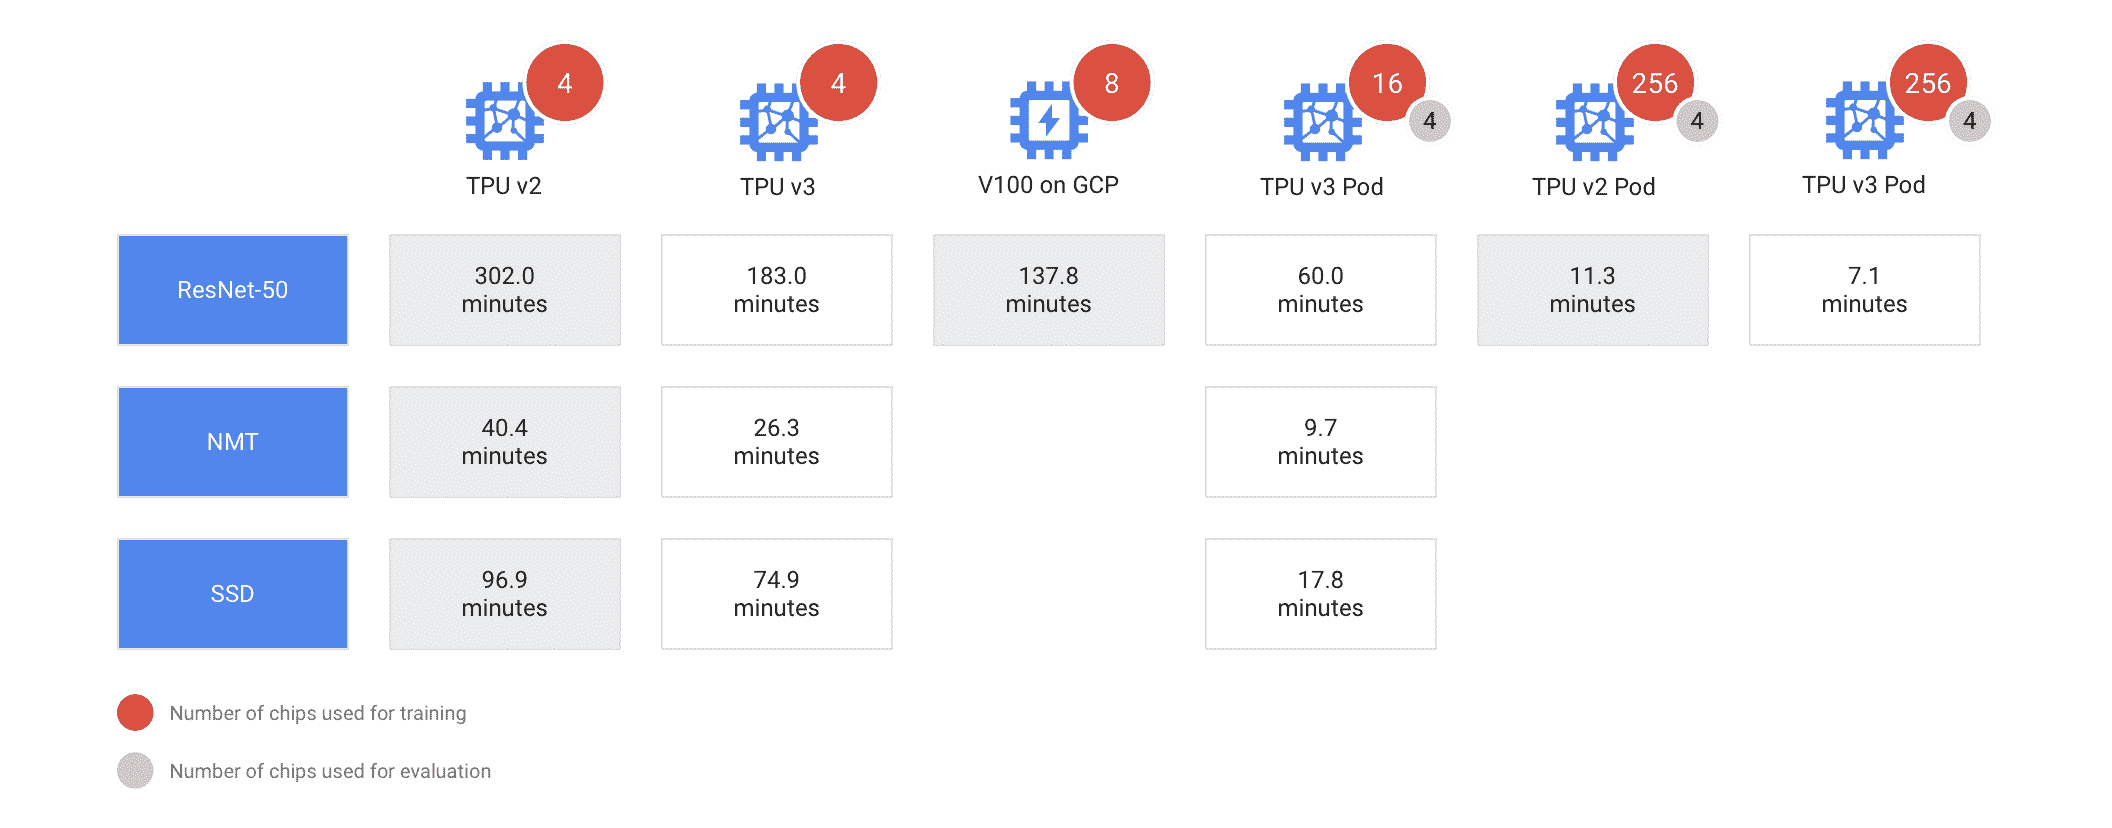 4
4
8
16
4
256
4
256
4
TPU v2
TPU v3
V100 on GCP
TPU v3 Pod
TPU v2 Pod
TPU v3 Pod
ResNet-50
302.0
minutes
183.0
minutes
137.8
minutes
60.0
minutes
11.3
minutes
7.1
minutes
NMT
40.4
minutes
26.3
minutes
9.7
minutes
SSD
96.9
minutes
74.9
minutes
17.8
minutes
Number of chips used for training
Number of chips used for evaluation